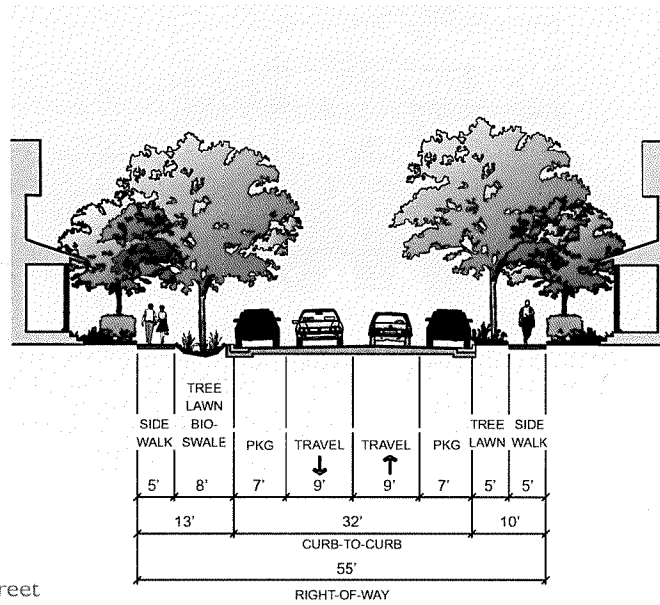 TREE
LAWN
BIO-
SWALE
SIDE
WALK
PKG
TRAVEL
TRAVEL
PKG
TREE
LAWN
SIDE
WALK
5' 8' 7' 9' 9' 7' 5' 5'
13' 32' 10'
CURB-TO-CURB
55'
RIGHT-OF-WAY
reet